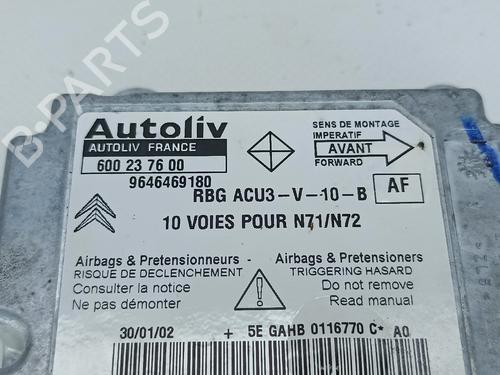 B-PARTS
Autoliv
AUTOLIV FRANCE
600 23 76 00
9646469180
SENS DE MONTAGE
IMPERATIF
AVANT
FORWARD
RBG ACU3-V-10-B
AF
10 VOIES POUR N71/N72
Airbags & Pretensionneurs
RISQUE DE DECLENCHEMENT
Consulter la notice
Ne pas démonter
Airbags & Pretensioners
TRIGGERING HASARD
Do not remove
Read manual
30/01/02 + 5E GAHB 0116770 C* A0